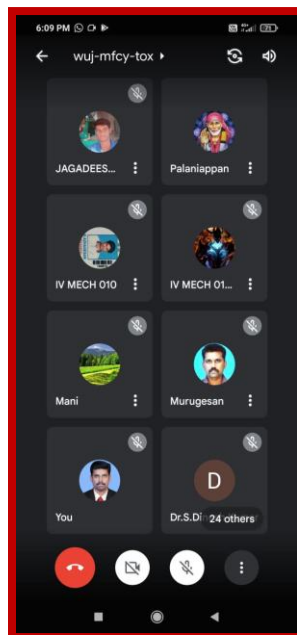 6:09 PM
wuj-mfcy-tox
JAGADEES...
Palaniappan
IV MECH 010
IV MECH 01...
Mani
Murugesan
You
D
Dr.S.Di
24 others